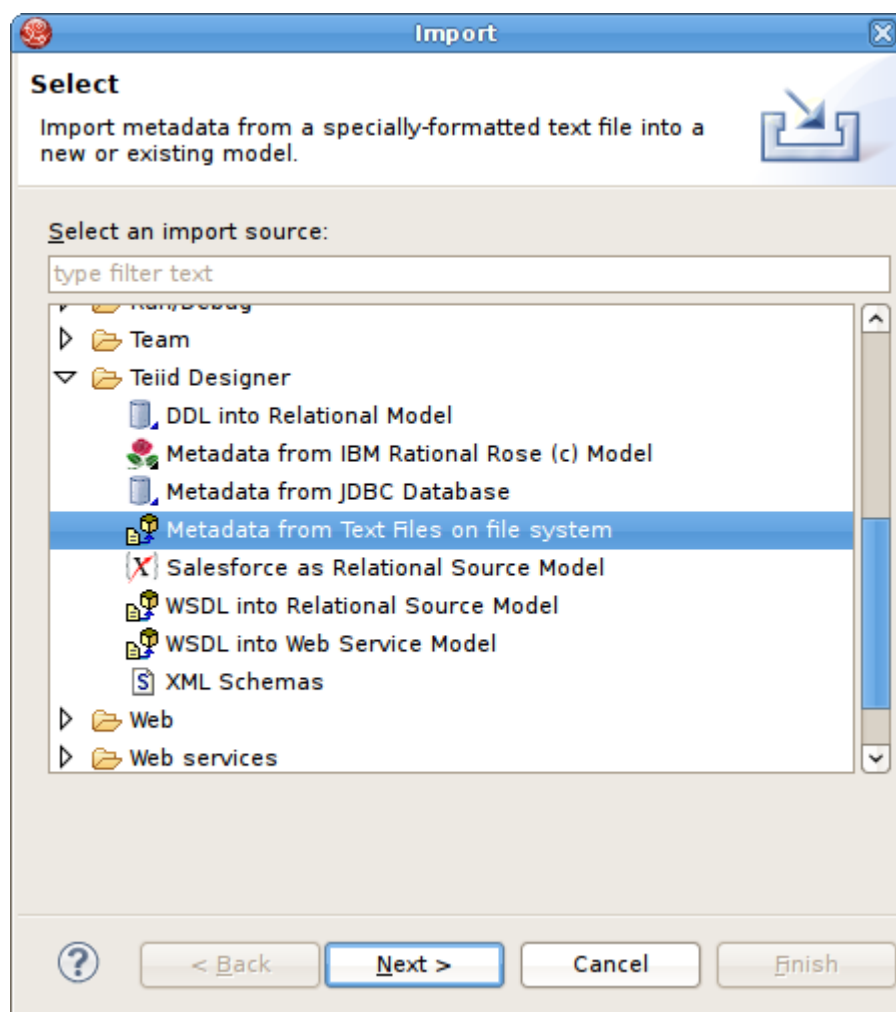 Import
Select
Import metadata from a specially-formatted text file into a
new or existing model.
Select an import source:
type filter text
Run/Debug
Team
Teiid Designer
DDL into Relational Model
Metadata from IBM Rational Rose (c) Model
Metadata from JDBC Database
Metadata from Text Files on file system
Salesforce as Relational Source Model
WSDL into Relational Source Model
WSDL into Web Service Model
XML Schemas
Web
Web services
< Back Next > Cancel Finish